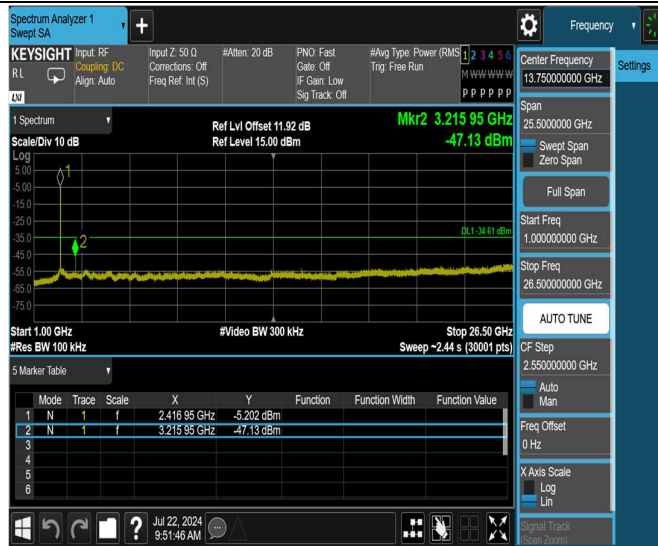 Spectrum Analyzer 1
Swept SA
Frequency
KEYSIGHT
RL
LXI
Input: RF
Coupling: DC
Align: Auto
Input Z: 50 Ω
Corrections: Off
Freq Ref: Int (S)
#Atten: 20 dB
PNO: Fast
Gate: Off
IF Gain: Low
Sig Track: Off
#Avg Type: Power (RMS
Trig: Free Run
1 2 3 4 5 6
M W W W W W
P P P P P P
Center Frequency
13.750000000 GHz
Settings
Span
25.5000000 GHz
Swept Span
Zero Span
Full Span
Start Freq
1.000000000 GHz
Stop Freq
26.500000000 GHz
AUTO TUNE
CF Step
2.550000000 GHz
Auto
Man
Freq Offset
0 Hz
X Axis Scale
Log
Lin
Signal Track
(Span Zoom)
1 Spectrum
Scale/Div 10 dB
Ref Lvl Offset 11.92 dB
Ref Level 15.00 dBm
Mkr2 3.215 95 GHz
-47.13 dBm
Log
5.00
-5.00
-15.0
-25.0
-35.0
-45.0
-55.0
-65.0
-75.0
1
2
DL1 -34.61 dBm
Start 1.00 GHz
#Video BW 300 kHz
Stop 26.50 GHz
#Res BW 100 kHz
Sweep ~2.44 s (30001 pts)
5 Marker Table
Mode Trace Scale X Y Function Function Width Function Value
1 N 1 f 2.416 95 GHz -5.202 dBm
2 N 1 f 3.215 95 GHz -47.13 dBm
3
4
5
6
Jul 22, 2024
9:51:46 AM